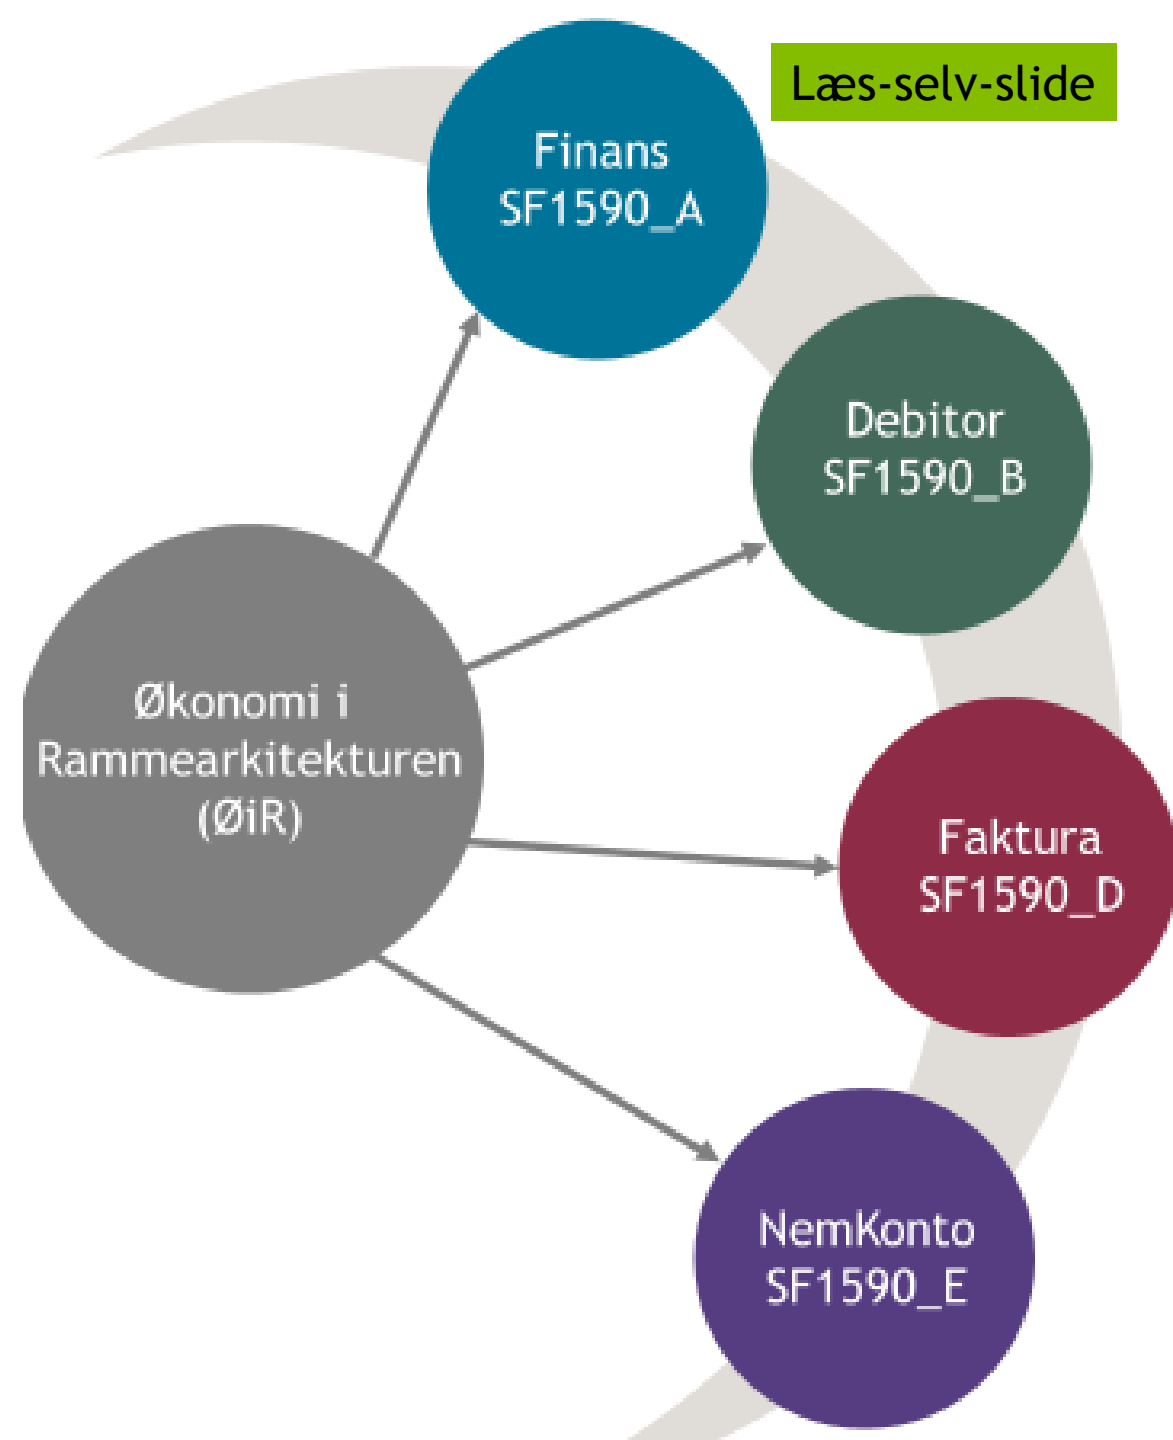 Læs-selv-slide
Finans
SF1590_A
Debitor
SF1590_B
Økonomi i
Rammearkitekturen
(ØiR)
Faktura
SF1590_D
NemKonto
SF1590_E